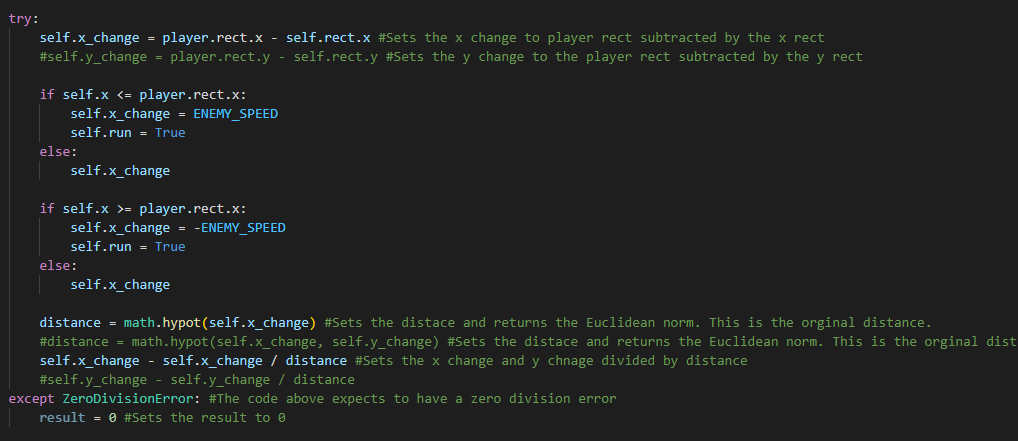 try:
    self.x_change = player.rect.x - self.rect.x #Sets the x change to player rect subtracted by the x rect
    #self.y_change = player.rect.y - self.rect.y #Sets the y change to the player rect subtracted by the y rect

    if self.x <= player.rect.x:
        self.x_change = ENEMY_SPEED
        self.run = True
    else:
        self.x_change

    if self.x >= player.rect.x:
        self.x_change = -ENEMY_SPEED
        self.run = True
    else:
        self.x_change

    distance = math.hypot(self.x_change) #Sets the distace and returns the Euclidean norm. This is the orginal distance.
    #distance = math.hypot(self.x_change, self.y_change) #Sets the distace and returns the Euclidean norm. This is the orginal dist
    self.x_change - self.x_change / distance #Sets the x change and y chnage divided by distance
    #self.y_change - self.y_change / distance
except ZeroDivisionError: #The code above expects to have a zero division error
    result = 0 #Sets the result to 0